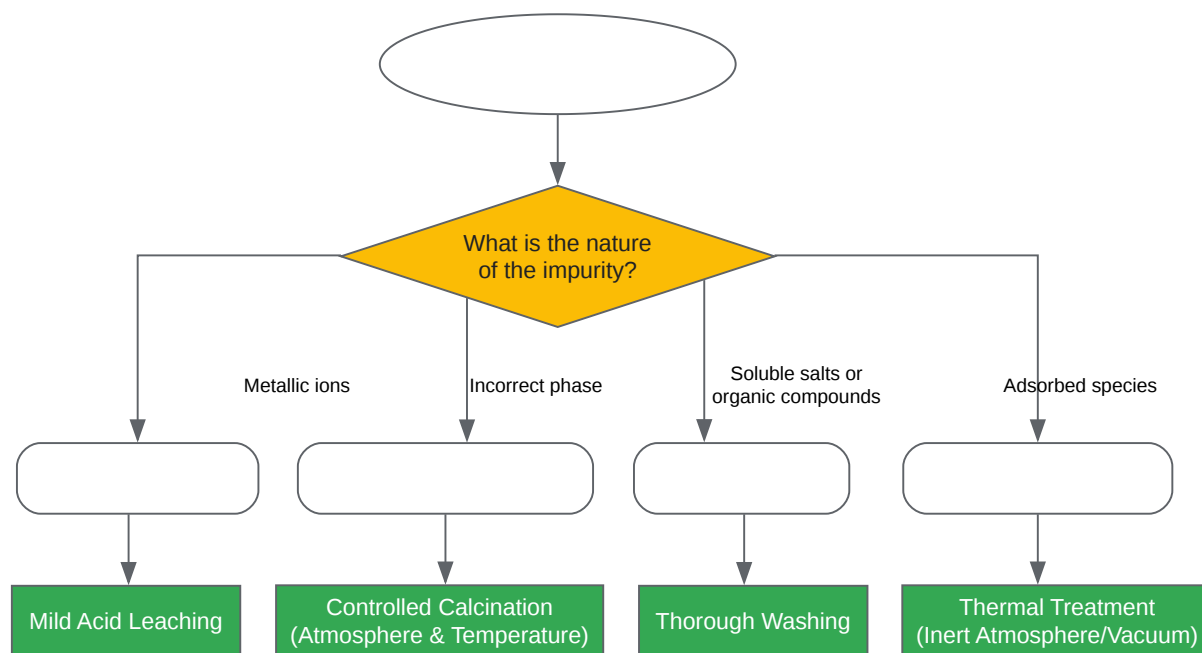 What is the nature
of the impurity?
Metallic ions
Incorrect phase
Soluble salts or
organic compounds
Adsorbed species
Mild Acid Leaching
Controlled Calcination
(Atmosphere & Temperature)
Thorough Washing
Thermal Treatment
(Inert Atmosphere/Vacuum)